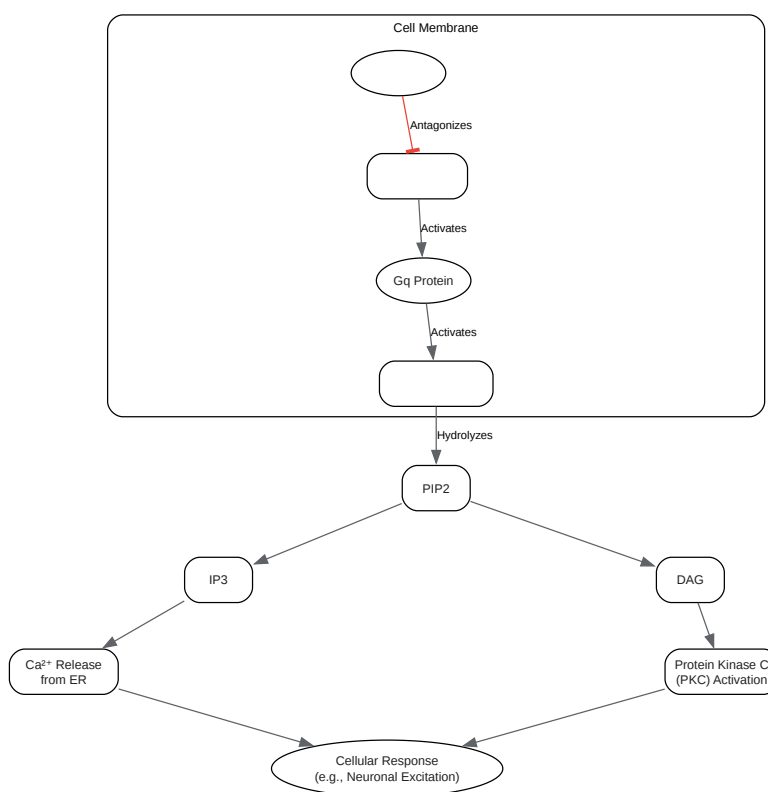 Cell Membrane
Antagonizes
Activates
Gq Protein
Activates
Hydrolyzes
PIP2
IP3
DAG
Ca²⁺ Release
from ER
Protein Kinase C
(PKC) Activation
Cellular Response
(e.g., Neuronal Excitation)